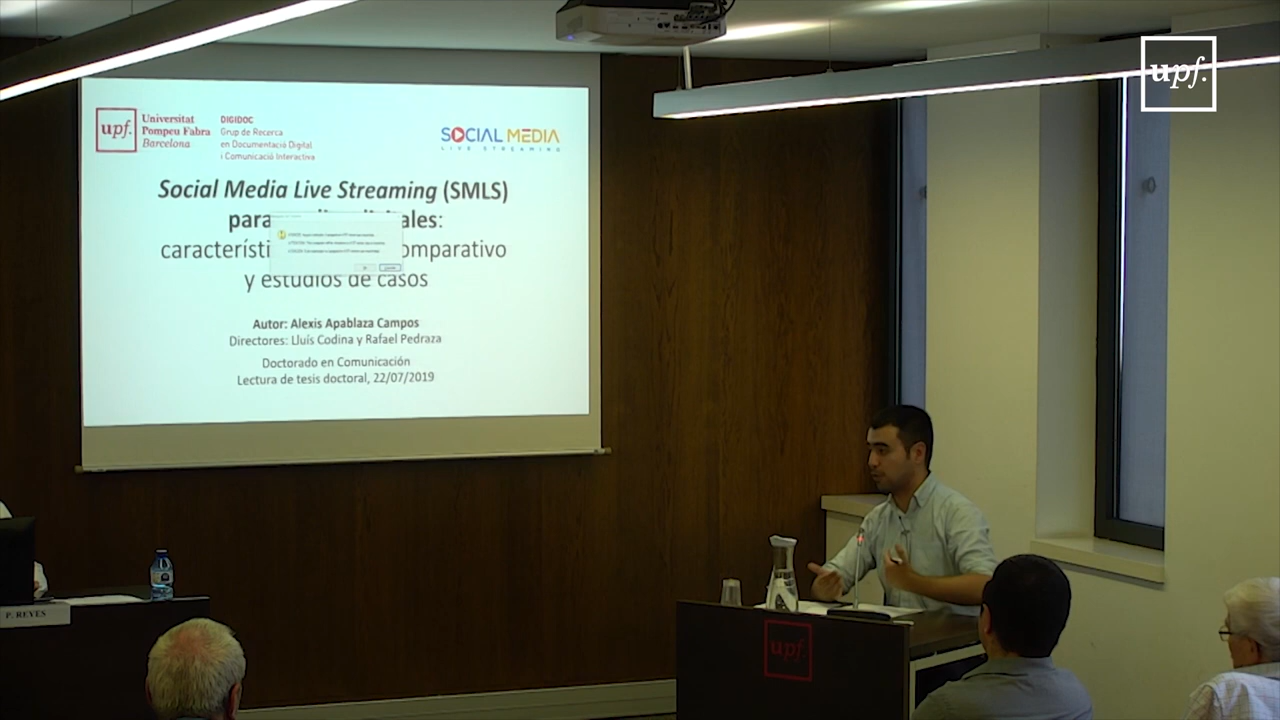 upf.
upf.
Universitat
Pompeu Fabra
Barcelona
DIGIDOC
Grup de Recerca
en Documentació Digital
i Comunicació Interactiva
SOCIAL MEDIA
LIVE STREAMING
Social Media Live Streaming (SMLS)
para
ales:
característi
omparativo
y estudios de casos
Autor: Alexis Apablaza Campos
Directores: Lluís Codina y Rafael Pedraza
Doctorado en Comunicación
Lectura de tesis doctoral, 22/07/2019
P. REYES
upf.